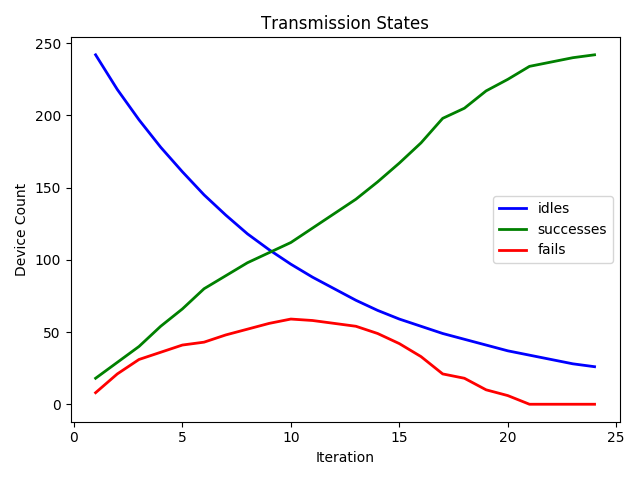 Transmission States
250
200
150
100
50
0
Device Count
idles
successes
fails
0 5 10 15 20 25
Iteration